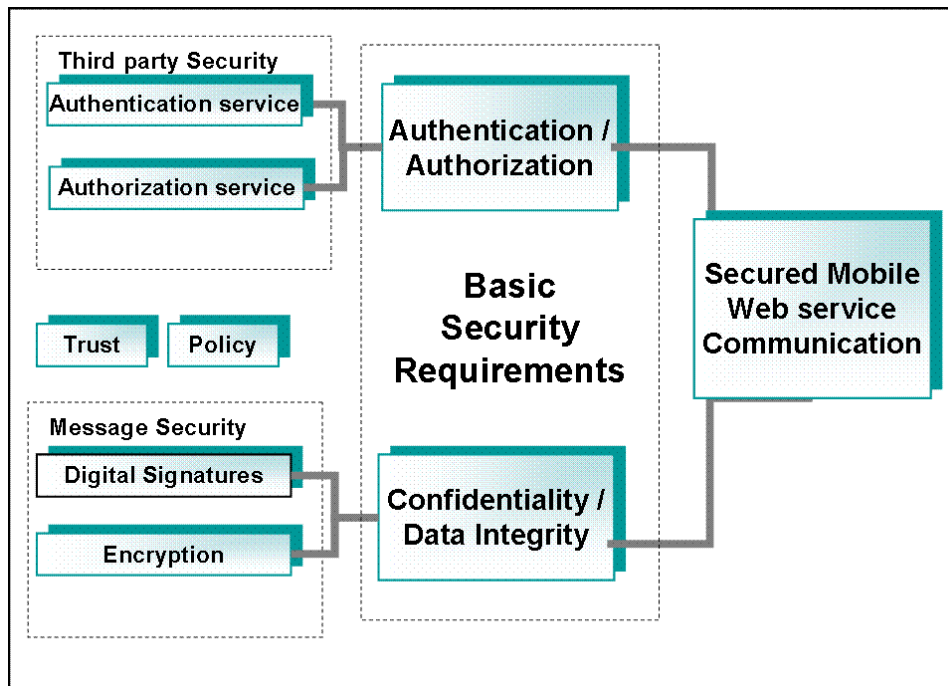 Third party Security
Authentication service
Authorization service
Authentication /
Authorization
Basic
Security
Requirements
Secured Mobile
Web service
Communication
Trust
Policy
Message Security
Digital Signatures
Encryption
Confidentiality /
Data Integrity